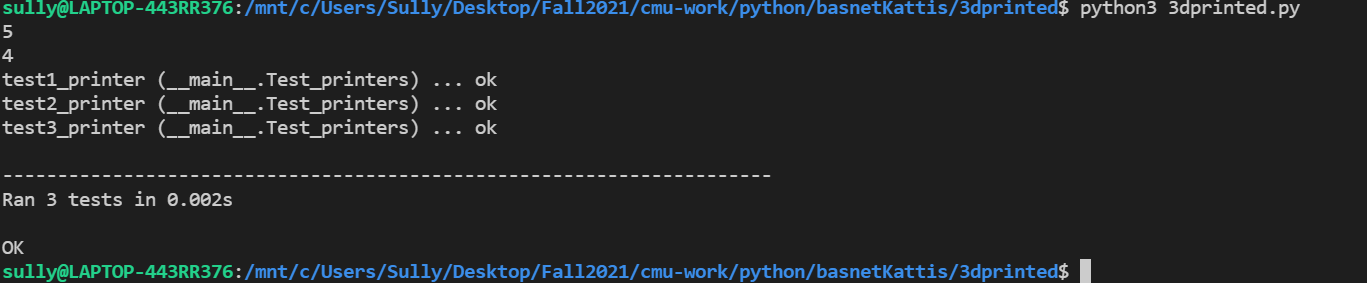 sully@LAPTOP-443RR376:/mnt/c/Users/Sully/Desktop/Fall2021/cmu-work/python/basnetKattis/3dprinted$ python3 3dprinted.py
5
4
test1_printer (__main__.Test_printers) ... ok
test2_printer (__main__.Test_printers) ... ok
test3_printer (__main__.Test_printers) ... ok
----------------------------------------------------------------------
Ran 3 tests in 0.002s
OK
sully@LAPTOP-443RR376:/mnt/c/Users/Sully/Desktop/Fall2021/cmu-work/python/basnetKattis/3dprinted$